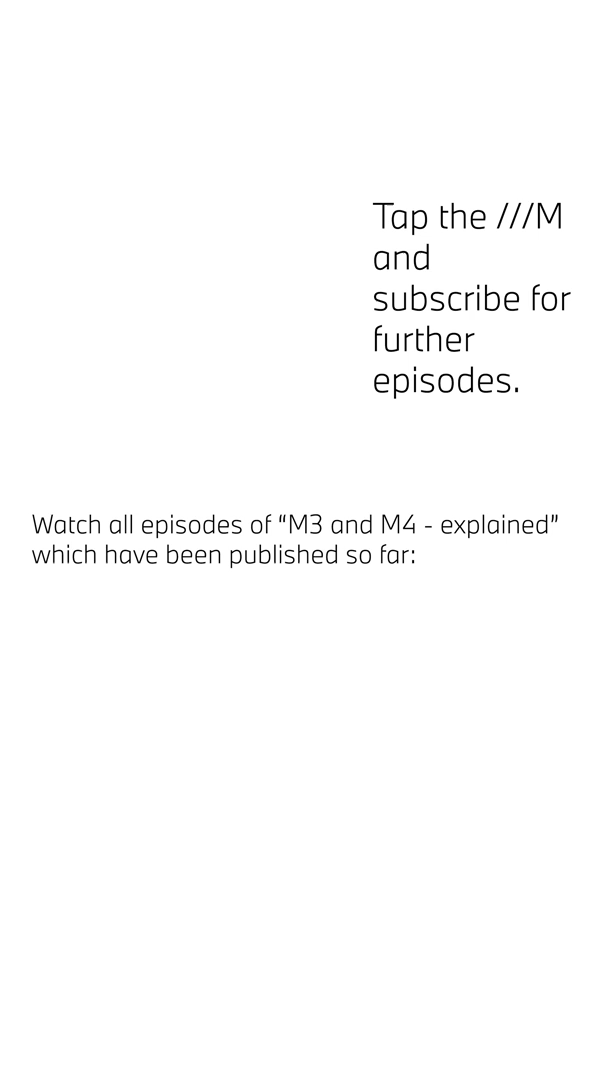 Tap the ///M
and
subscribe for
further
episodes.
Watch all episodes of “M3 and M4 - explained”
which have been published so far: